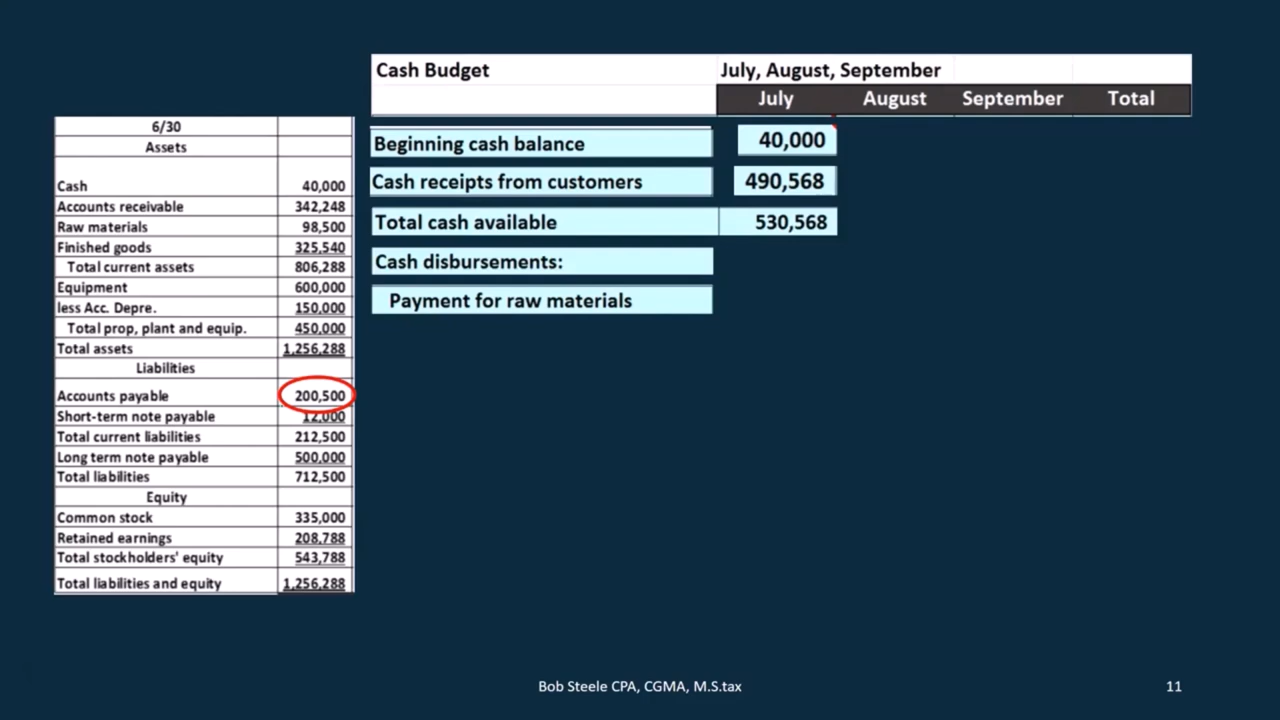 Cash Budget July, August, September
July August September Total
6/30
Assets
Cash 40,000
Accounts receivable 342,248
Raw materials 98,500
Finished goods 325,540
Total current assets 806,288
Equipment 600,000
less Acc. Depre. 150,000
Total prop, plant and equip. 450,000
Total assets 1,256,288
Liabilities
Accounts payable 200,500
Short-term note payable 12,000
Total current liabilities 212,500
Long term note payable 500,000
Total liabilities 712,500
Equity
Common stock 335,000
Retained earnings 208,788
Total stockholders' equity 543,788
Total liabilities and equity 1,256,288
Beginning cash balance 40,000
Cash receipts from customers 490,568
Total cash available 530,568
Cash disbursements:
Payment for raw materials
Bob Steele CPA, CGMA, M.S.tax 11